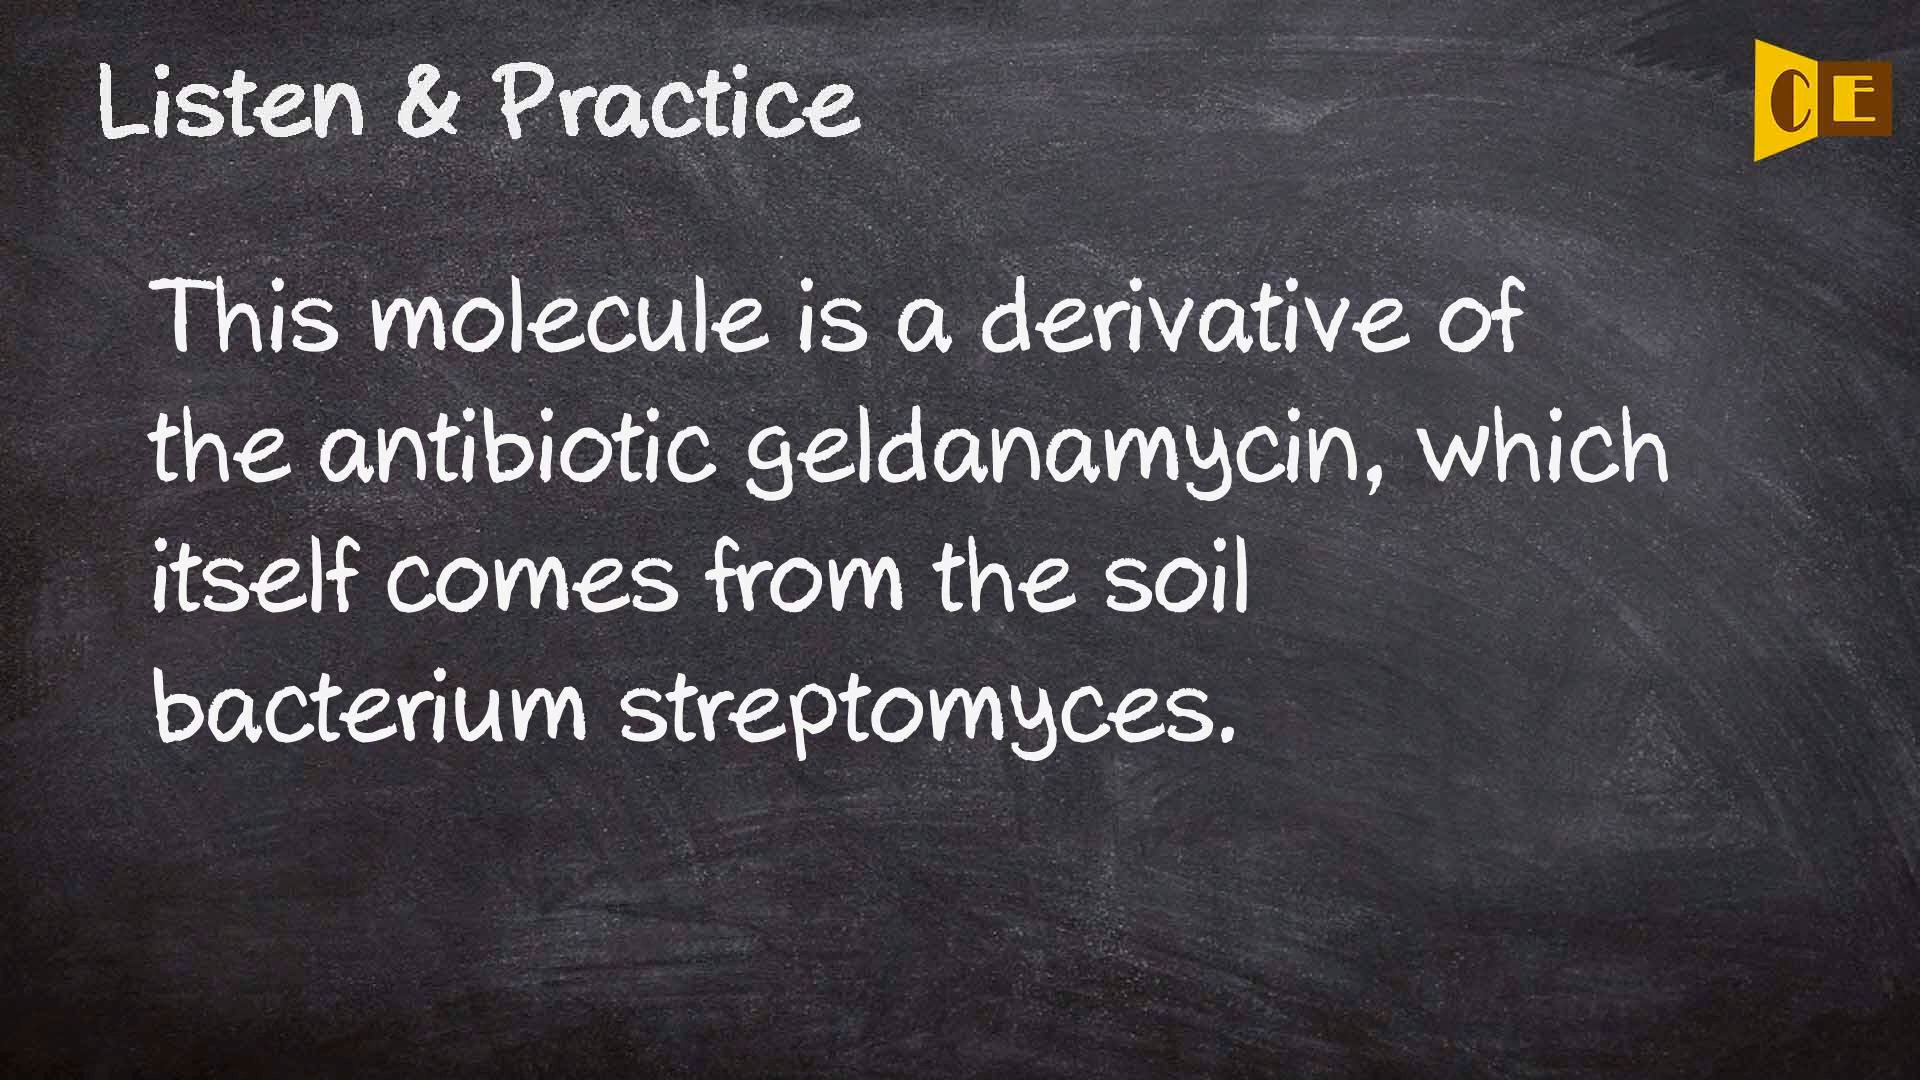 Listen & Practice
CE
This molecule is a derivative of
the antibiotic geldanamycin, which
itself comes from the soil
bacterium streptomyces.